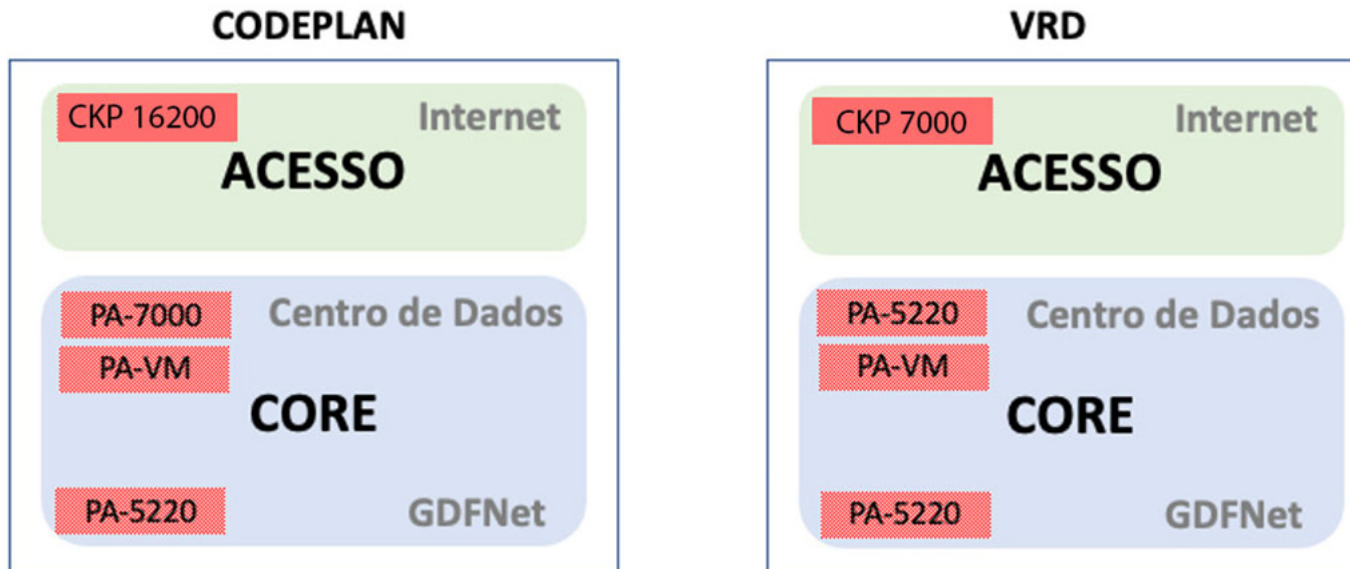 CODEPLAN
CKP 16200
Internet
ACESSO
PA-7000
Centro de Dados
PA-VM
CORE
PA-5220
GDFNet
VRD
CKP 7000
Internet
ACESSO
PA-5220
Centro de Dados
PA-VM
CORE
PA-5220
GDFNet